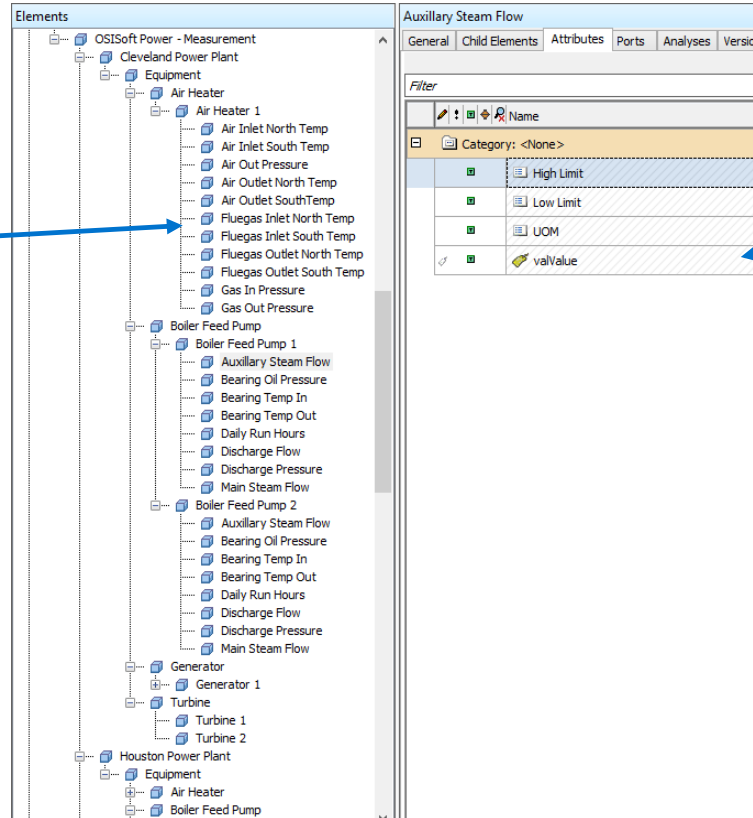 Elements
OSISoft Power - Measurement
Cleveland Power Plant
Equipment
Air Heater
Air Heater 1
Air Inlet North Temp
Air Inlet South Temp
Air Out Pressure
Air Outlet North Temp
Air Outlet SouthTemp
Fluegas Inlet North Temp
Fluegas Inlet South Temp
Fluegas Outlet North Temp
Fluegas Outlet South Temp
Gas In Pressure
Gas Out Pressure
Boiler Feed Pump
Boiler Feed Pump 1
Auxillary Steam Flow
Bearing Oil Pressure
Bearing Temp In
Bearing Temp Out
Daily Run Hours
Discharge Flow
Discharge Pressure
Main Steam Flow
Boiler Feed Pump 2
Auxillary Steam Flow
Bearing Oil Pressure
Bearing Temp In
Bearing Temp Out
Daily Run Hours
Discharge Flow
Discharge Pressure
Main Steam Flow
Generator
Generator 1
Turbine
Turbine 1
Turbine 2
Houston Power Plant
Equipment
Air Heater
Boiler Feed Pump
Auxillary Steam Flow
General Child Elements Attributes Ports Analyses Versio
Filter
Name
Category: <None>
High Limit
Low Limit
UOM
valValue